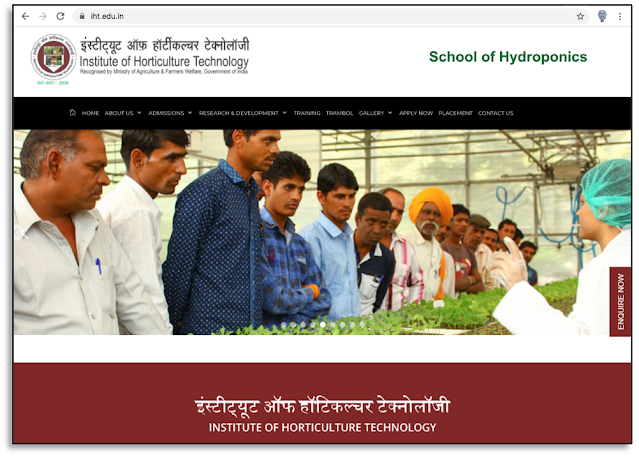 iht.edu.in
इंस्टीट्यूट ऑफ़ हॉर्टीकल्चर टेक्नोलॉजी
Institute of Horticulture Technology
Recognised by Ministry of Agriculture & Farmers Welfare, Government of India
ISO 9001 : 2008
School of Hydroponics
HOME ABOUT US ADMISSIONS RESEARCH & DEVELOPMENT TRAINING TRAMBOL GALLERY APPLY NOW PLACEMENT CONTACT US
ENQUIRE NOW
इंस्टीट्यूट ऑफ हॉटिकल्चर टेक्नोलॉजी
INSTITUTE OF HORTICULTURE TECHNOLOGY